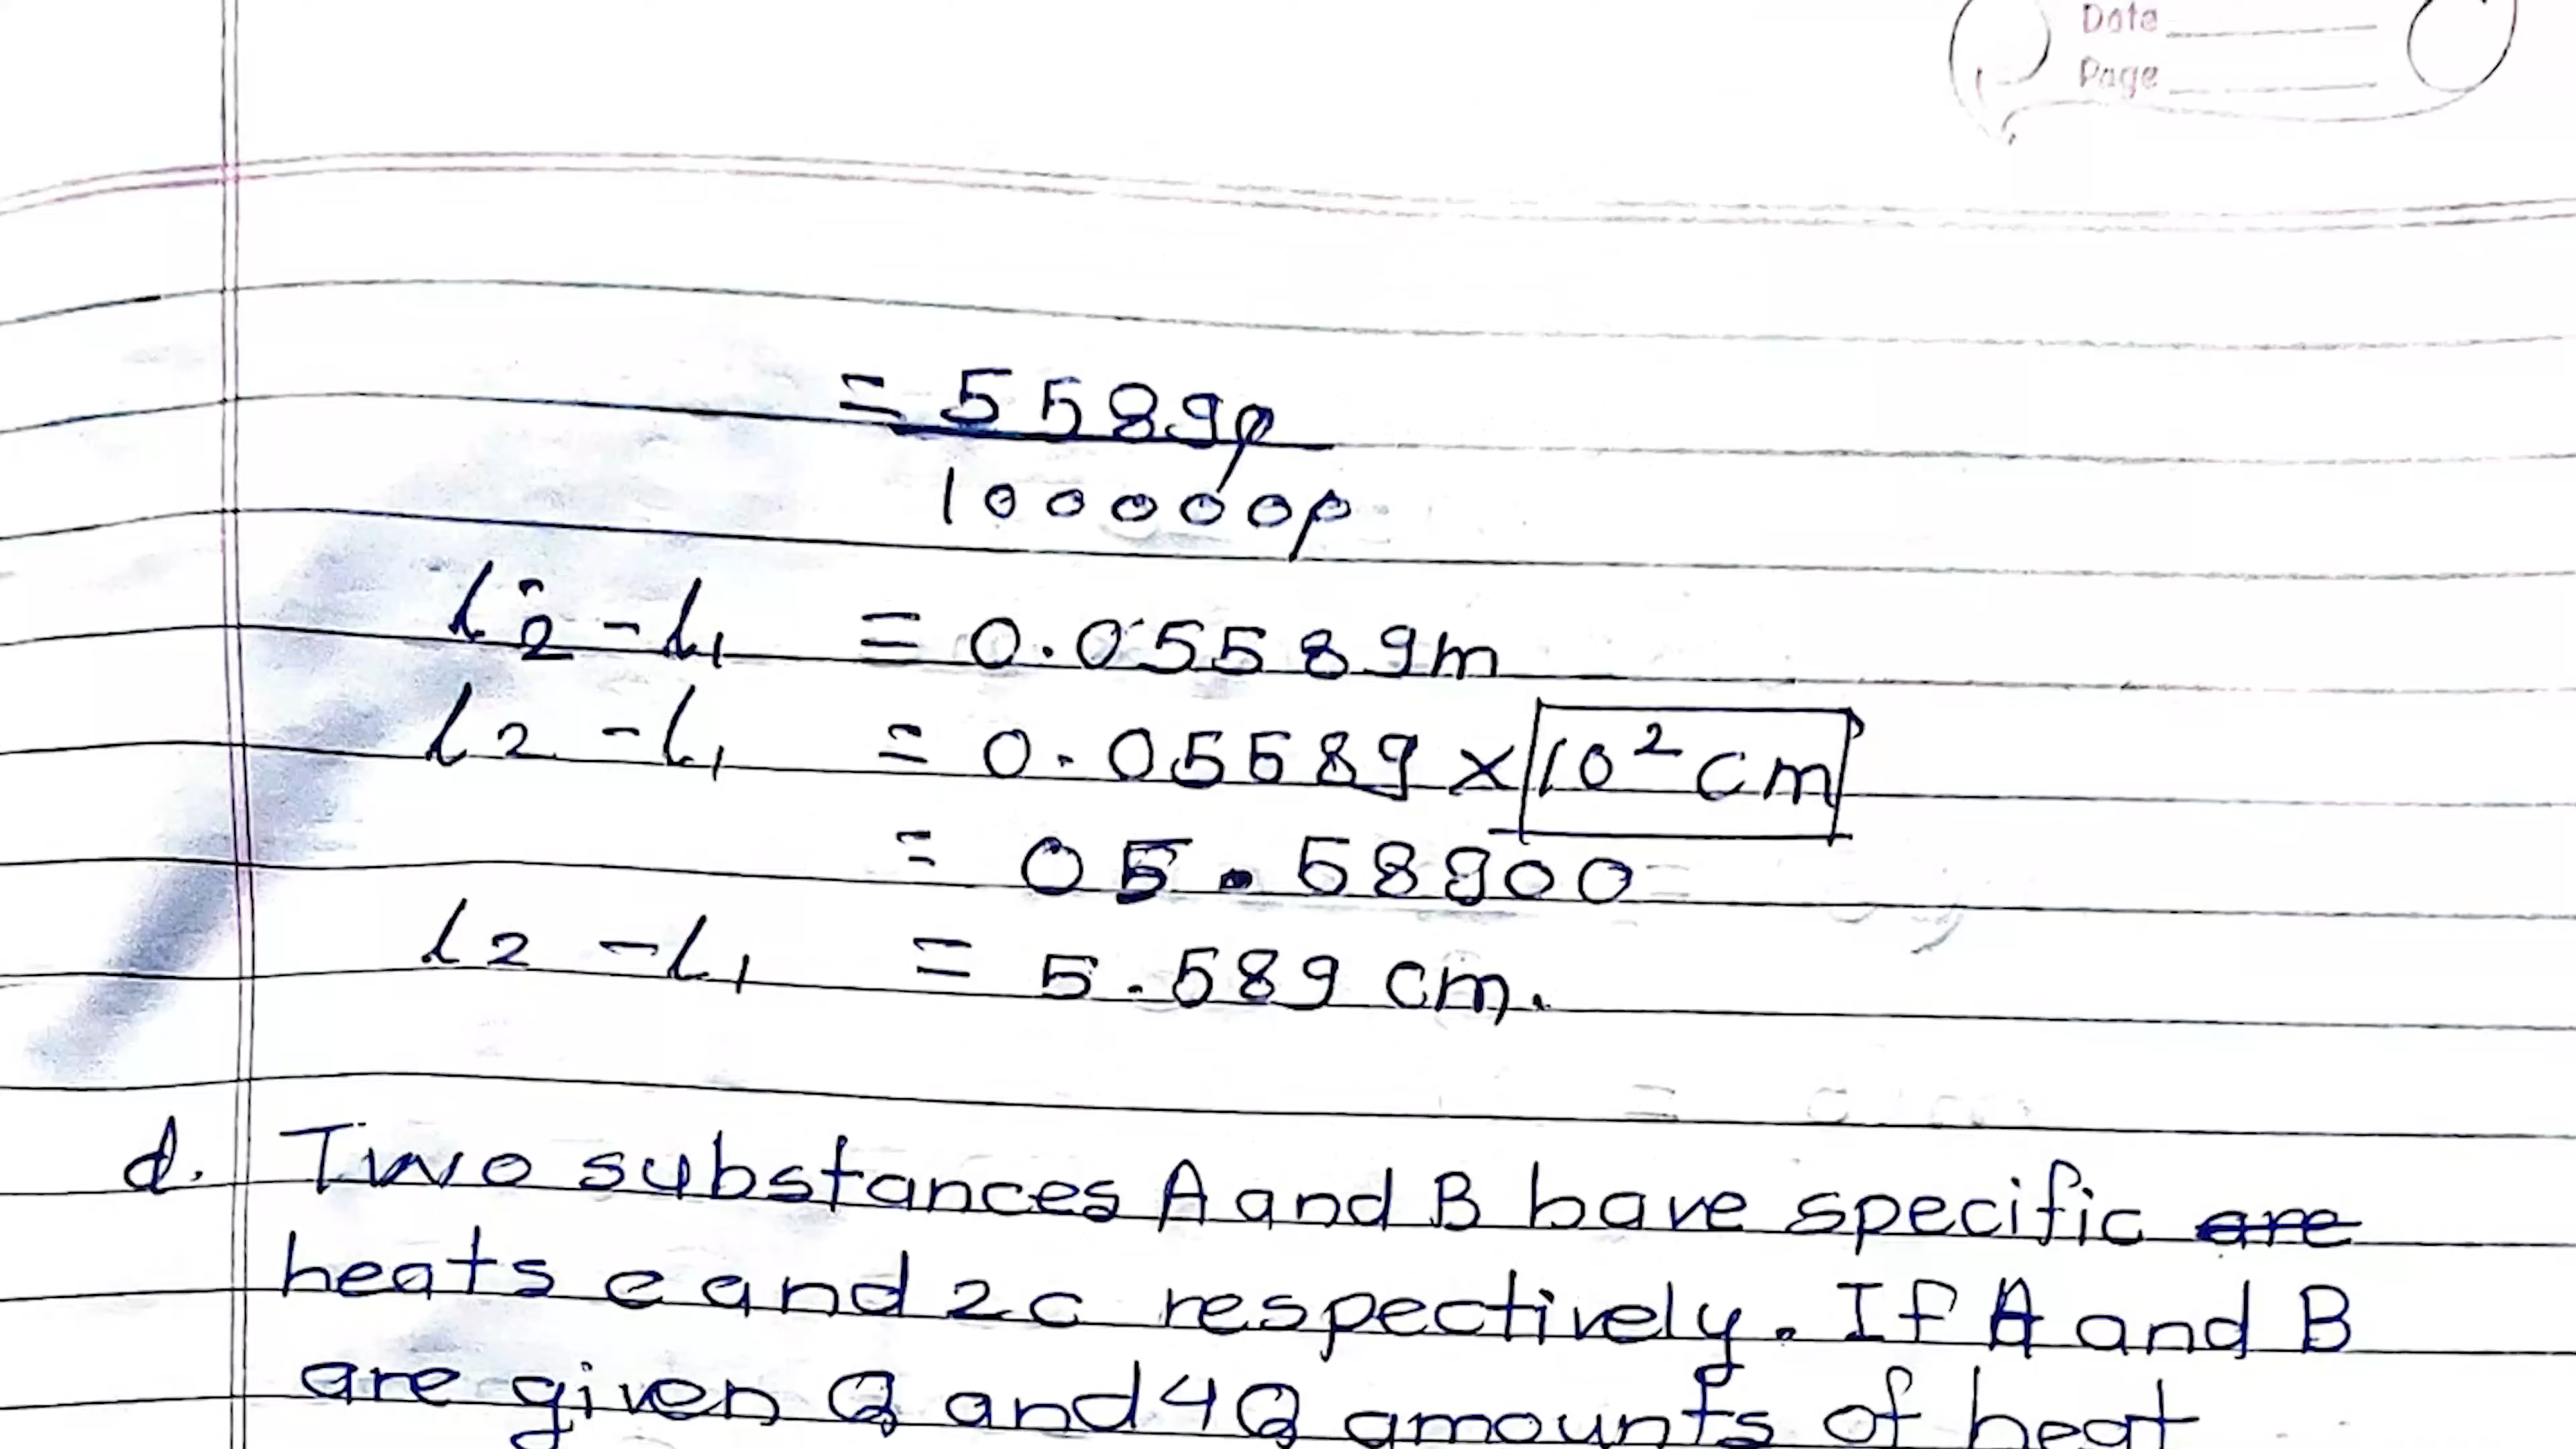 Date
Page
= 55890
1000000
l2 - l1 = 0.05589m
l2 - l1 = 0.05589 × 10² cm
= 05.58900
l2 - l1 = 5.589 cm.
d. Two substances A and B have specific are
heats c and 2c respectively. If A and B
are given Q and 4Q amounts of heat